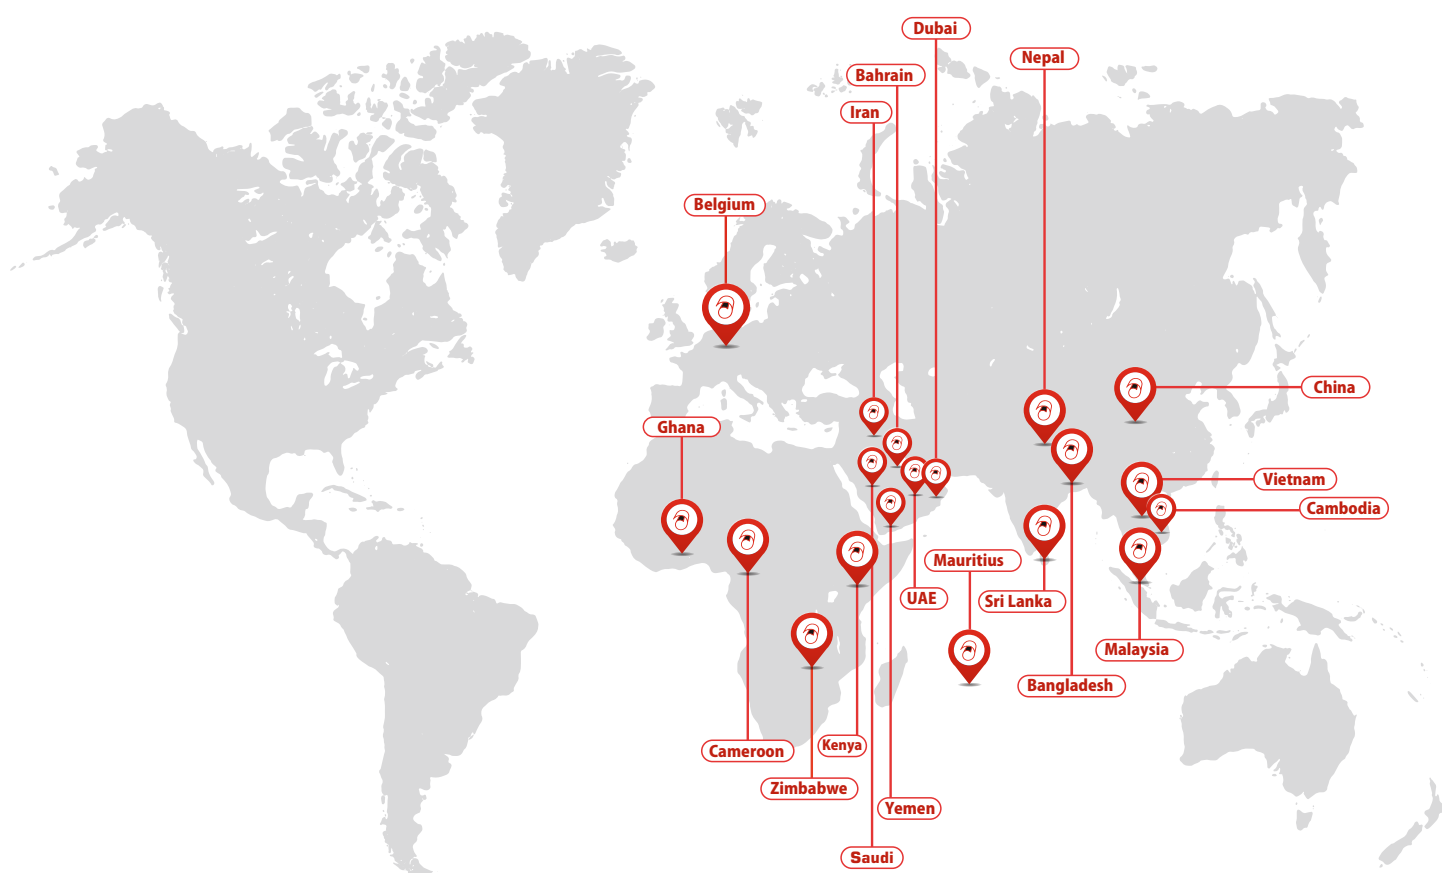 Dubai
Nepal
Bahrain
Iran
Belgium
China
Ghana
Vietnam
Cambodia
Mauritius
UAE
Sri Lanka
Malaysia
Bangladesh
Kenya
Cameroon
Zimbabwe
Yemen
Saudi